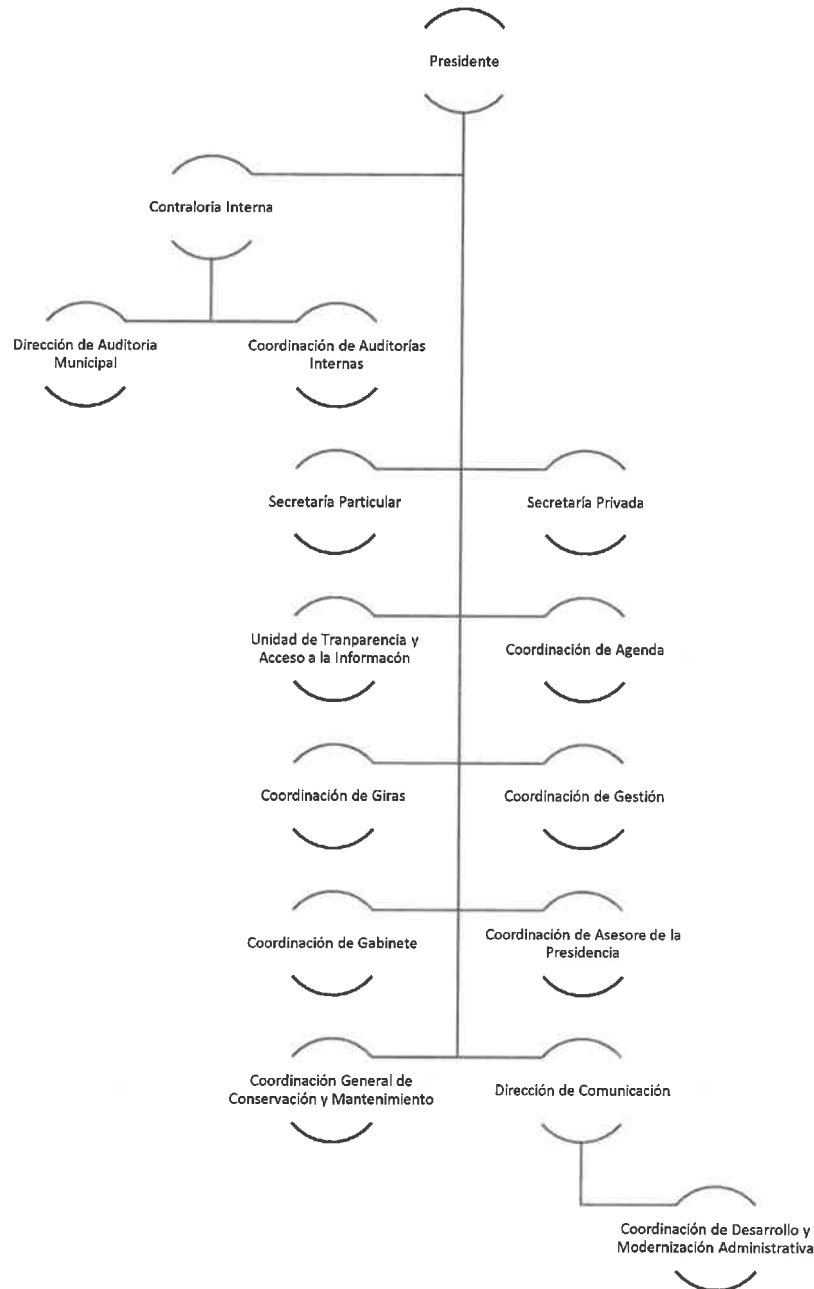 Presidente
Contraloría Interna
Dirección de Auditoria
Municipal
Coordinación de Auditorías
Internas
Secretaría Particular
Secretaría Privada
Unidad de Tranparencia y
Acceso a la Informacón
Coordinación de Agenda
Coordinación de Giras
Coordinación de Gestión
Coordinación de Gabinete
Coordinación de Asesore de la
Presidencia
Coordinación General de
Conservación y Mantenimiento
Dirección de Comunicación
Coordinación de Desarrollo y
Modernización Administrativa